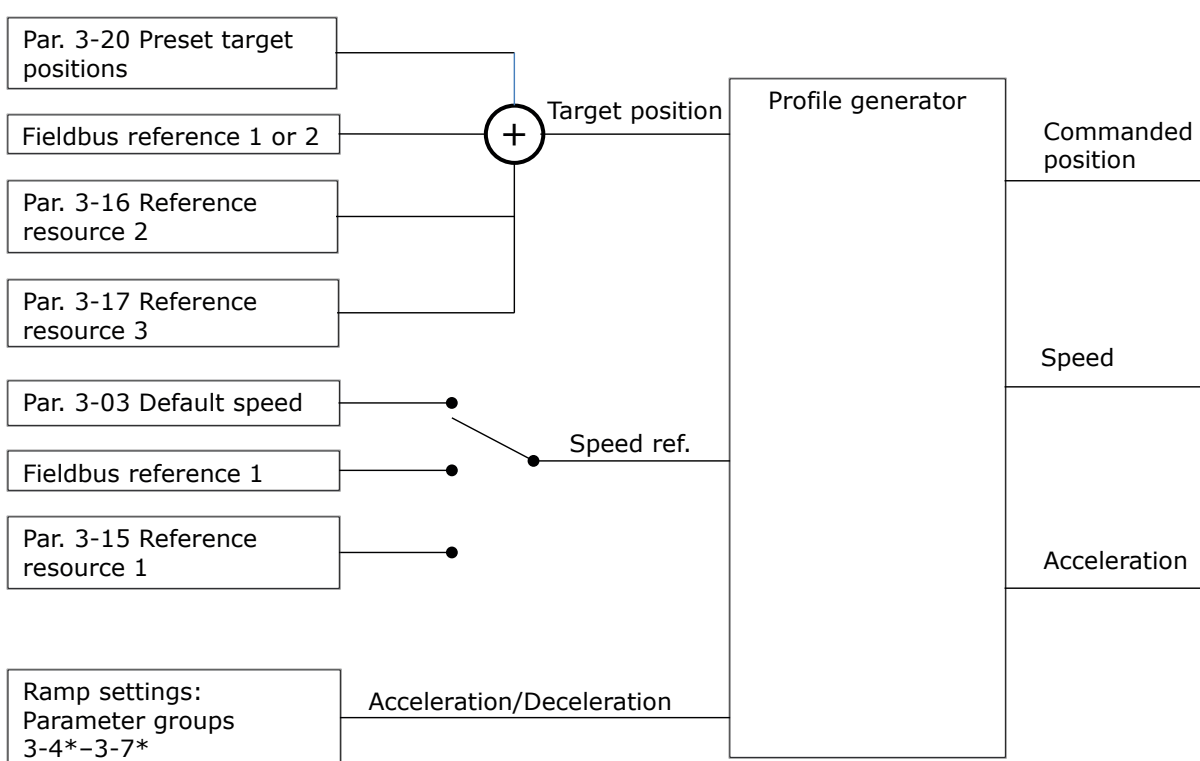 Par. 3-20 Preset target
positions
Fieldbus reference 1 or 2
Par. 3-16 Reference
resource 2
Par. 3-17 Reference
resource 3
+
Target position
Par. 3-03 Default speed
Fieldbus reference 1
Par. 3-15 Reference
resource 1
Speed ref.
Ramp settings:
Parameter groups
3-4*–3-7*
Acceleration/Deceleration
Profile generator
Commanded
position
Speed
Acceleration